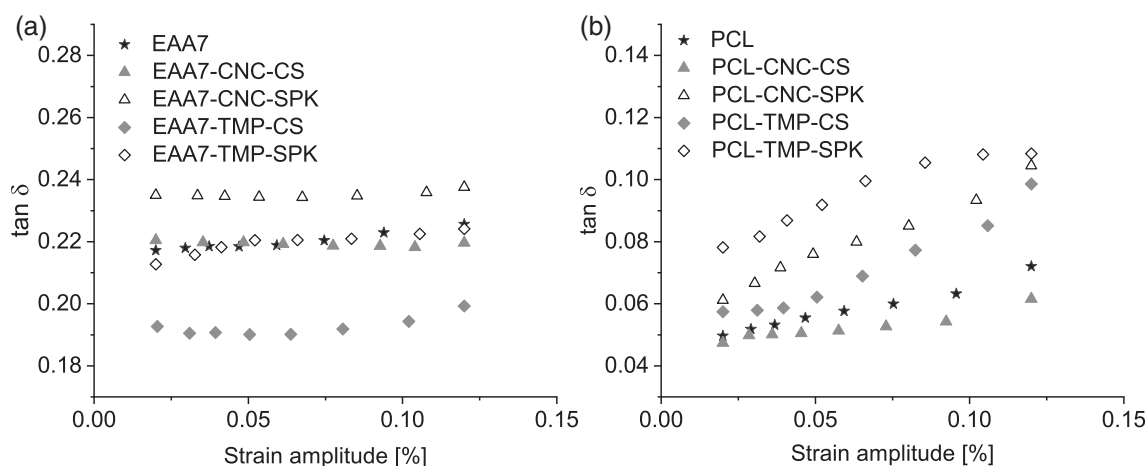 (a)
0.28
0.26
0.24
0.22
0.20
0.18
tan δ
EAA7
EAA7-CNC-CS
EAA7-CNC-SPK
EAA7-TMP-CS
EAA7-TMP-SPK
0.00 0.05 0.10 0.15
Strain amplitude [%]
(b)
0.14
0.12
0.10
0.08
0.06
0.04
tan δ
PCL
PCL-CNC-CS
PCL-CNC-SPK
PCL-TMP-CS
PCL-TMP-SPK
0.00 0.05 0.10 0.15
Strain amplitude [%]